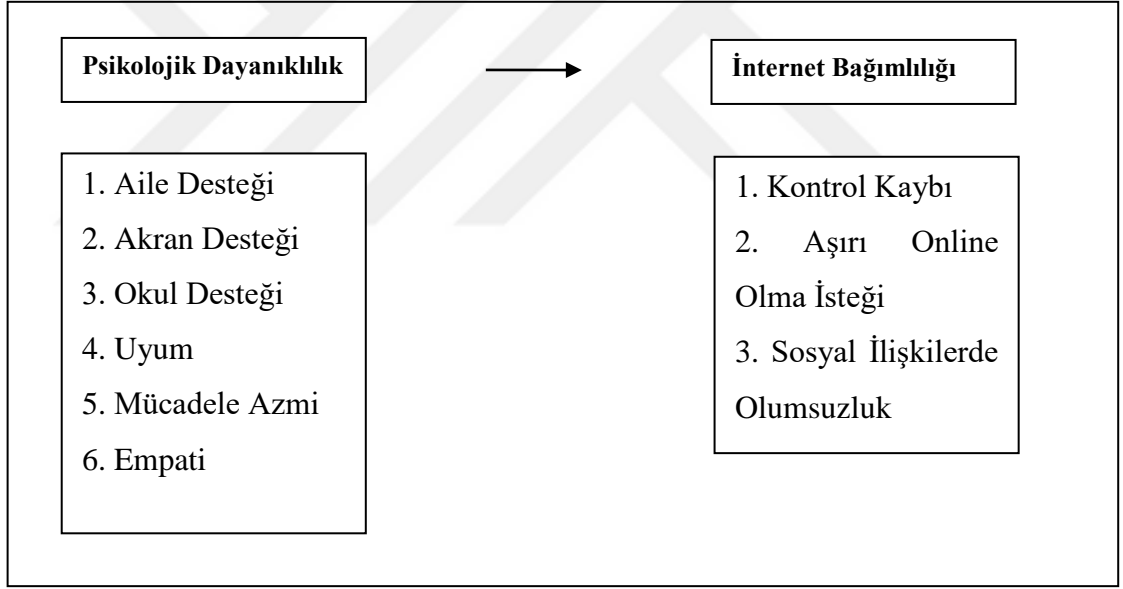 Psikolojik Dayanıklılık
İnternet Bağımlılığı
1. Aile Desteği
2. Akran Desteği
3. Okul Desteği
4. Uyum
5. Mücadele Azmi
6. Empati
1. Kontrol Kaybı
2. Aşırı Online
Olma İsteği
3. Sosyal İlişkilerde
Olumsuzluk